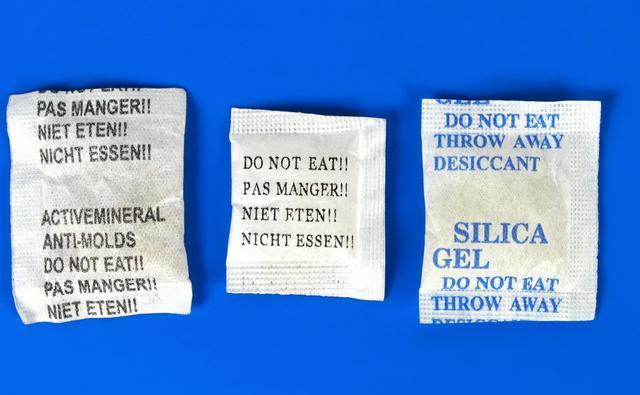 PAS MANGER!!
NIET ETEN!!
NICHT ESSEN!!
ACTIVEMINERAL
ANTI-MOLDS
DO NOT EAT!!
PAS MANGER!!
NIET ETEN!!
DO NOT EAT!!
PAS MANGER!!
NIET ETEN!!
NICHT ESSEN!!
GEL
DO NOT EAT
THROW AWAY
DESICCANT
SILICA
GEL
DO NOT EAT
THROW AWAY